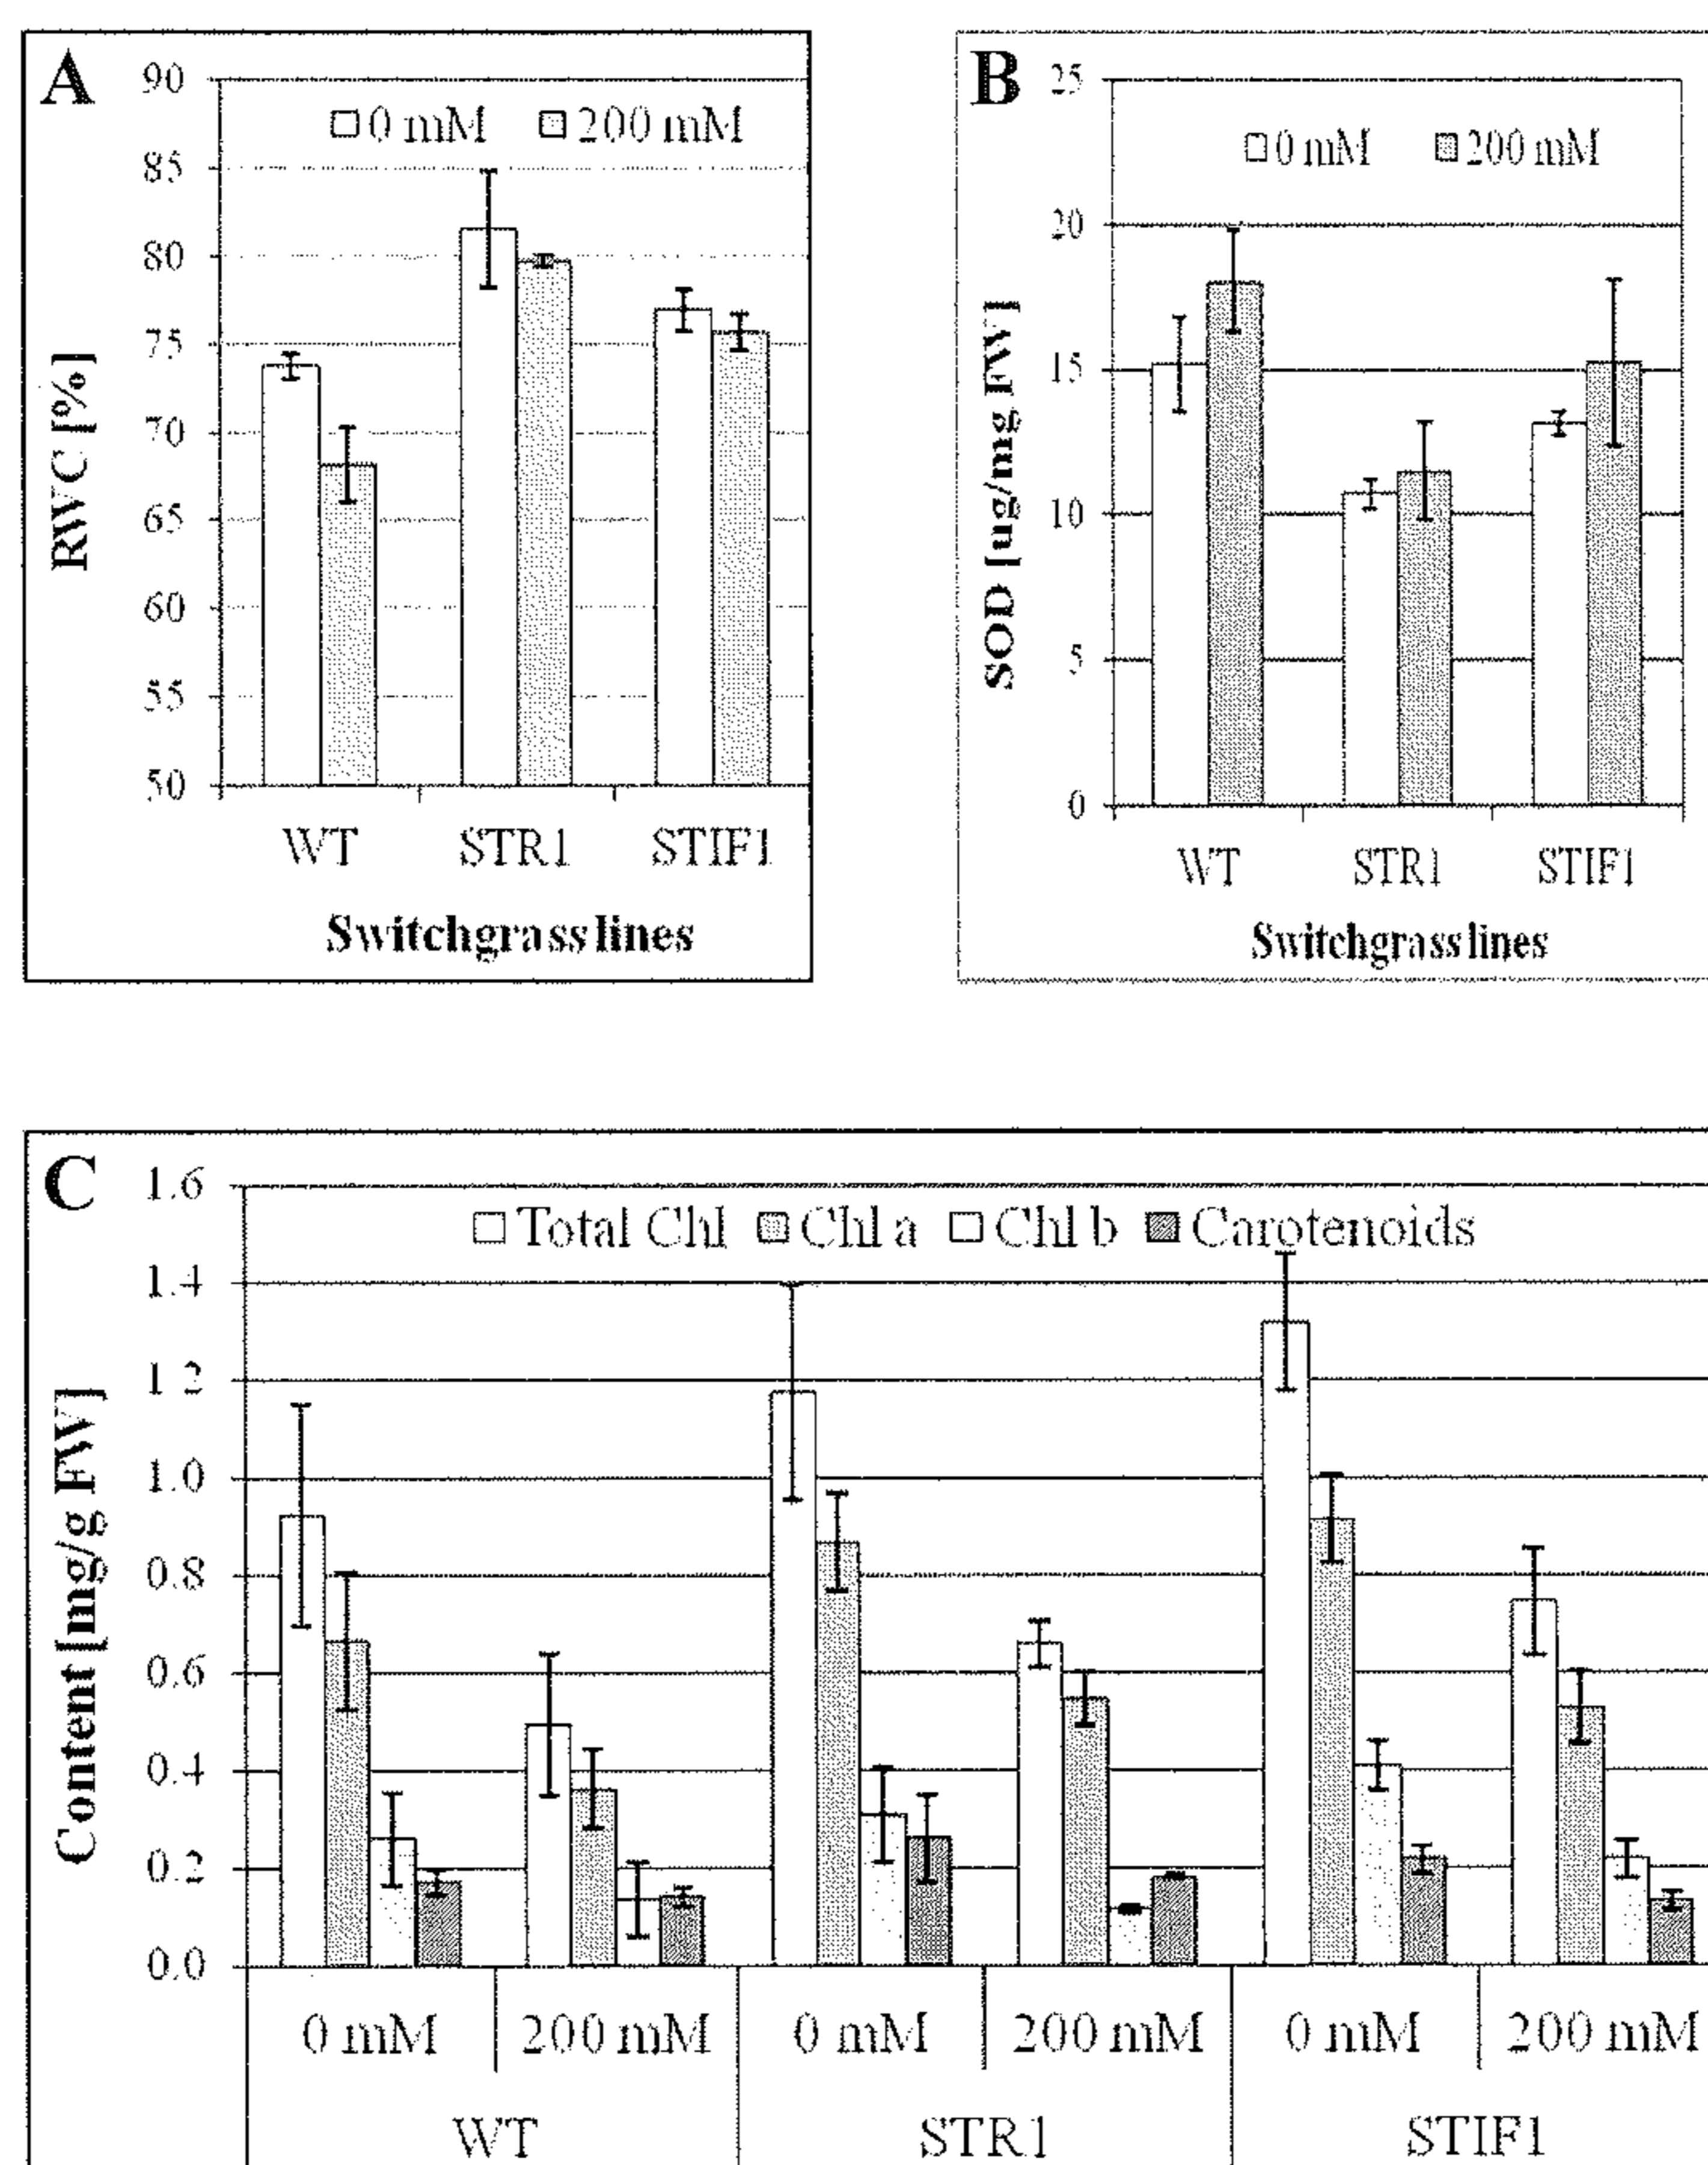 A
90
0 mM 200 mM
85
80
75
70
65
60
55
50
RWC [%]
WT STR1 STIF1
Switchgrass lines
B
25
0 mM 200 mM
20
15
10
5
0
SOD [ug/mg FW]
WT STR1 STIF1
Switchgrass lines
C
1.6
Total Chl Chl a Chl b Carotenoids
1.4
1.2
1.0
0.8
0.6
0.4
0.2
0.0
Content [mg/g FW]
0 mM 200 mM 0 mM 200 mM 0 mM 200 mM
WT STR1 STIF1